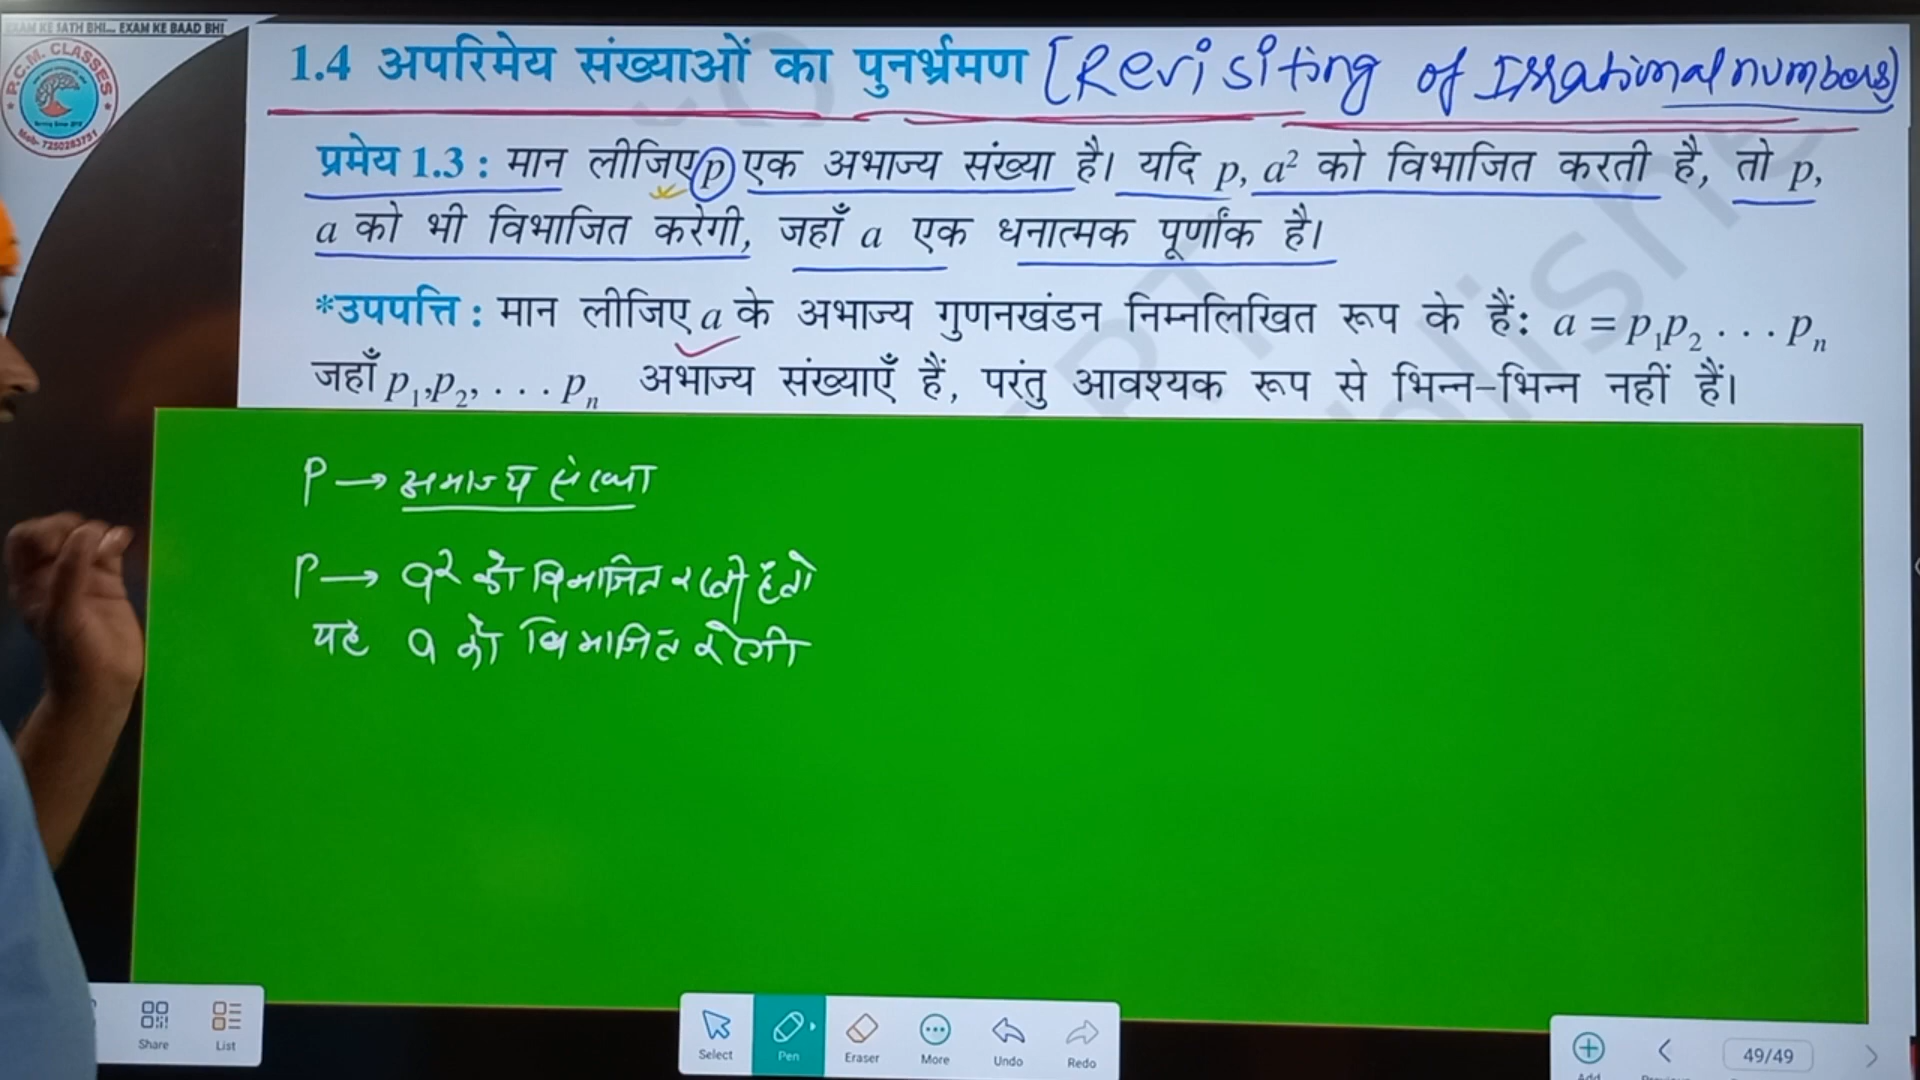 EXAM KE SATH BHI... EXAM KE BAAD BHI
P.C.M. CLASSES
Mob- 7250283731
1.4 अपरिमेय संख्याओं का पुनर्भ्रमण [Revisiting of Irrational numbers]
प्रमेय 1.3 : मान लीजिए p एक अभाज्य संख्या है। यदि p, a² को विभाजित करती है, तो p,
a को भी विभाजित करेगी, जहाँ a एक धनात्मक पूर्णांक है।
*उपपत्ति : मान लीजिए a के अभाज्य गुणनखंडन निम्नलिखित रूप के हैं: a = p₁p₂ . . . pₙ
जहाँ p₁,p₂, . . . pₙ अभाज्य संख्याएँ हैं, परंतु आवश्यक रूप से भिन्न-भिन्न नहीं हैं।
P → अभाज्य संख्या
P → a² को विभाजित करती है तो
यह a को विभाजित करेगी
Share
List
Select
Pen
Eraser
More
Undo
Redo
Add
49/49